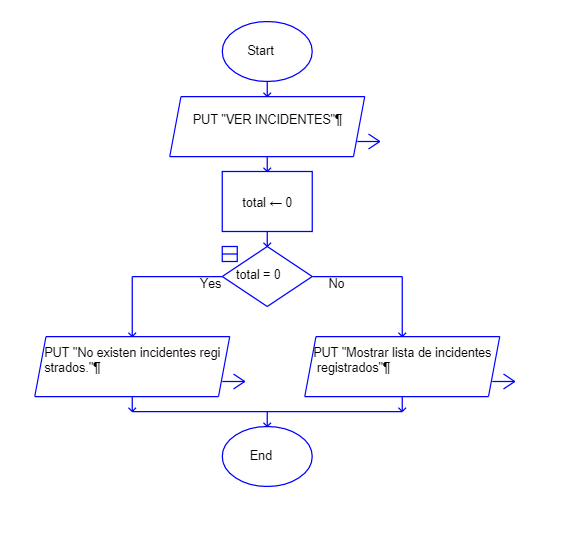 Start
PUT "VER INCIDENTES"¶
total ← 0
total = 0
Yes
No
PUT "No existen incidentes regi
strados."¶
PUT "Mostrar lista de incidentes
registrados"¶
End